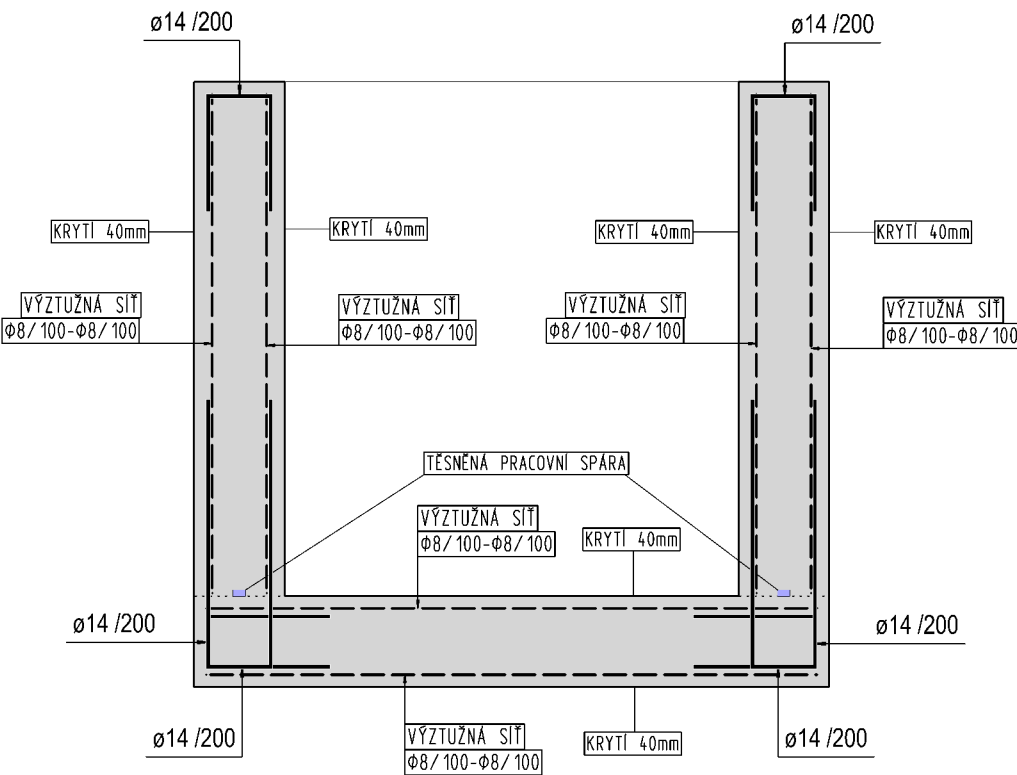 ø14 /200
ø14 /200
KRYTÍ 40mm
KRYTÍ 40mm
KRYTÍ 40mm
KRYTÍ 40mm
VÝZTUŽNÁ SÍŤ
Φ8/100-Φ8/100
VÝZTUŽNÁ SÍŤ
Φ8/100-Φ8/100
VÝZTUŽNÁ SÍŤ
Φ8/100-Φ8/100
VÝZTUŽNÁ SÍŤ
Φ8/100-Φ8/100
TĚSNĚNÁ PRACOVNÍ SPÁRA
VÝZTUŽNÁ SÍŤ
Φ8/100-Φ8/100
KRYTÍ 40mm
ø14 /200
ø14 /200
ø14 /200
VÝZTUŽNÁ SÍŤ
Φ8/100-Φ8/100
KRYTÍ 40mm
ø14 /200